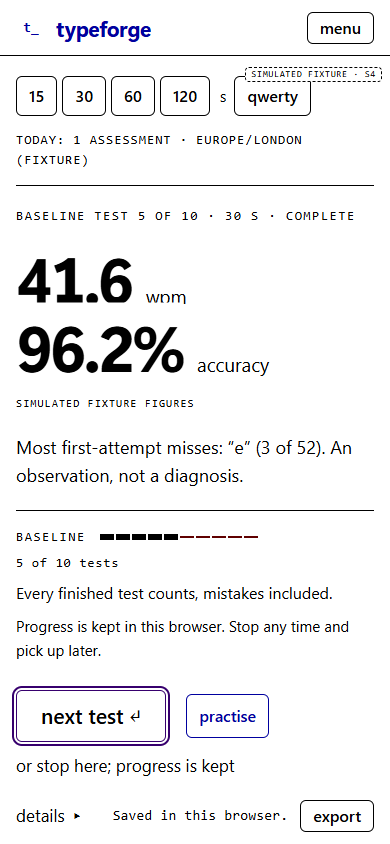 t_ typeforge menu
SIMULATED FIXTURE · S4
15 30 60 120 s qwerty
TODAY: 1 ASSESSMENT · EUROPE/LONDON
(FIXTURE)
BASELINE TEST 5 OF 10 · 30 S · COMPLETE
41.6 wpm
96.2% accuracy
SIMULATED FIXTURE FIGURES
Most first-attempt misses: “e” (3 of 52). An
observation, not a diagnosis.
BASELINE
5 of 10 tests
Every finished test counts, mistakes included.
Progress is kept in this browser. Stop any time and
pick up later.
next test ↵ practise
or stop here; progress is kept
details ▸ Saved in this browser. export